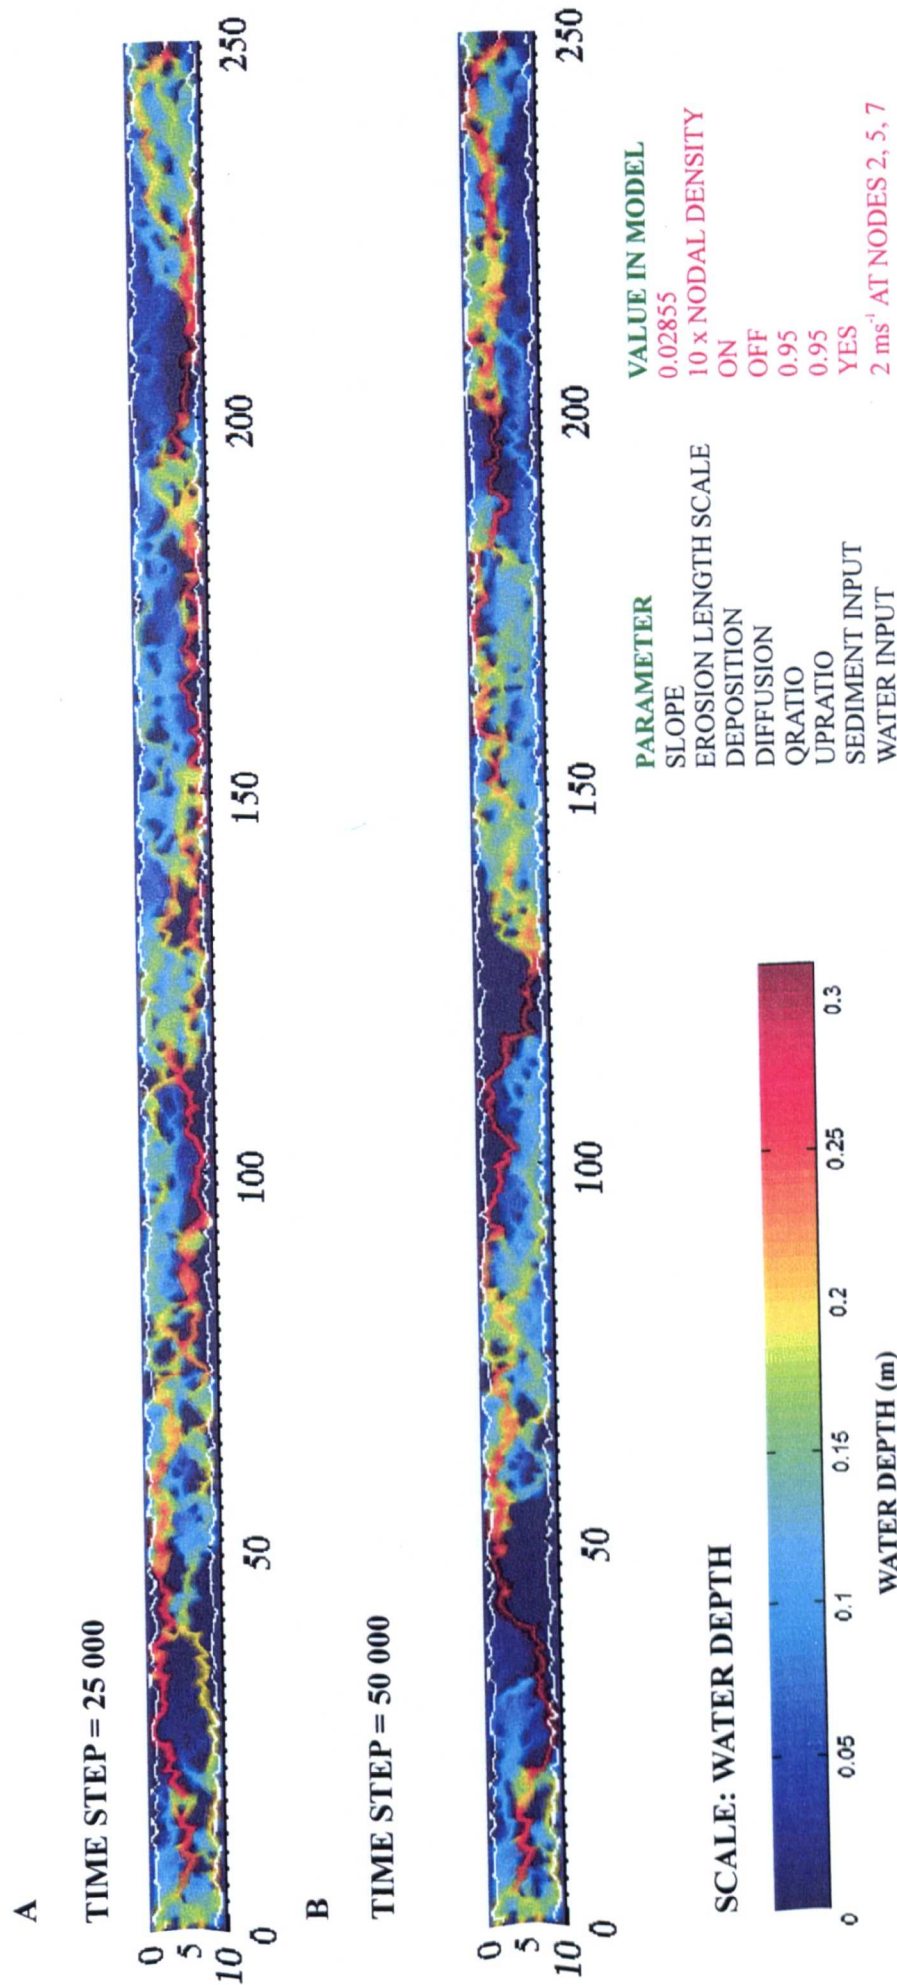 A
TIME STEP = 25 000
0
5
10
0 50 100 150 200 250
B
TIME STEP = 50 000
0
5
10
0 50 100 150 200 250
SCALE: WATER DEPTH
0 0.05 0.1 0.15 0.2 0.25 0.3
WATER DEPTH (m)
PARAMETER VALUE IN MODEL
SLOPE 0.02855
EROSION LENGTH SCALE 10 x NODAL DENSITY
DEPOSITION ON
DIFFUSION OFF
QRATIO 0.95
UPRATIO 0.95
SEDIMENT INPUT YES
WATER INPUT 2 ms⁻¹ AT NODES 2, 5, 7